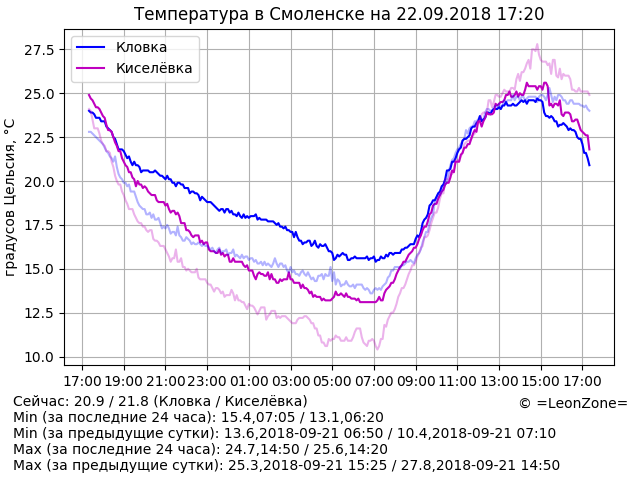 Температура в Смоленске на 22.09.2018 17:20
27.5
25.0
22.5
20.0
17.5
15.0
12.5
10.0
градусов Цельсия, °C
Кловка
Киселёвка
17:00 19:00 21:00 23:00 01:00 03:00 05:00 07:00 09:00 11:00 13:00 15:00 17:00
Сейчас: 20.9 / 21.8 (Кловка / Киселёвка)
© =LeonZone=
Min (за последние 24 часа): 15.4,07:05 / 13.1,06:20
Min (за предыдущие сутки): 13.6,2018-09-21 06:50 / 10.4,2018-09-21 07:10
Max (за последние 24 часа): 24.7,14:50 / 25.6,14:20
Max (за предыдущие сутки): 25.3,2018-09-21 15:25 / 27.8,2018-09-21 14:50